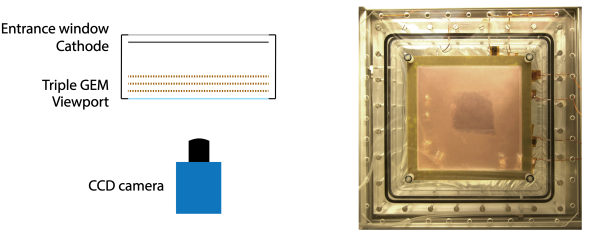 Entrance window
Cathode
Triple GEM
Viewport
CCD camera